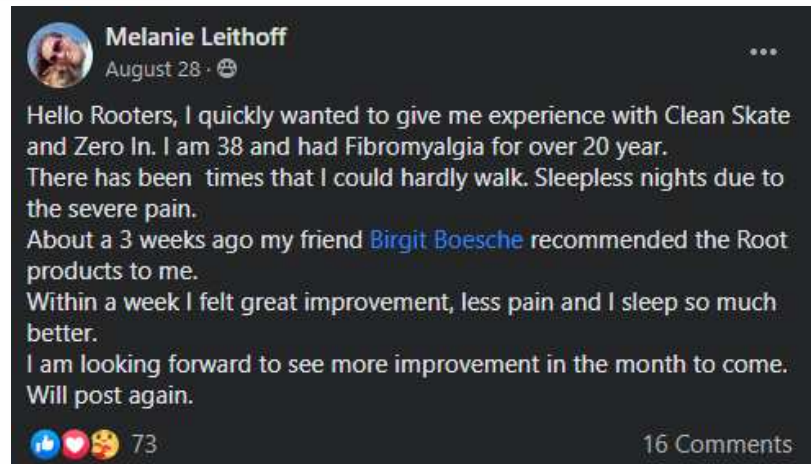 Melanie Leithoff
August 28 ·
Hello Rooters, I quickly wanted to give me experience with Clean Skate
and Zero In. I am 38 and had Fibromyalgia for over 20 year.
There has been times that I could hardly walk. Sleepless nights due to
the severe pain.
About a 3 weeks ago my friend Birgit Boesche recommended the Root
products to me.
Within a week I felt great improvement, less pain and I sleep so much
better.
I am looking forward to see more improvement in the month to come.
Will post again.
73
16 Comments